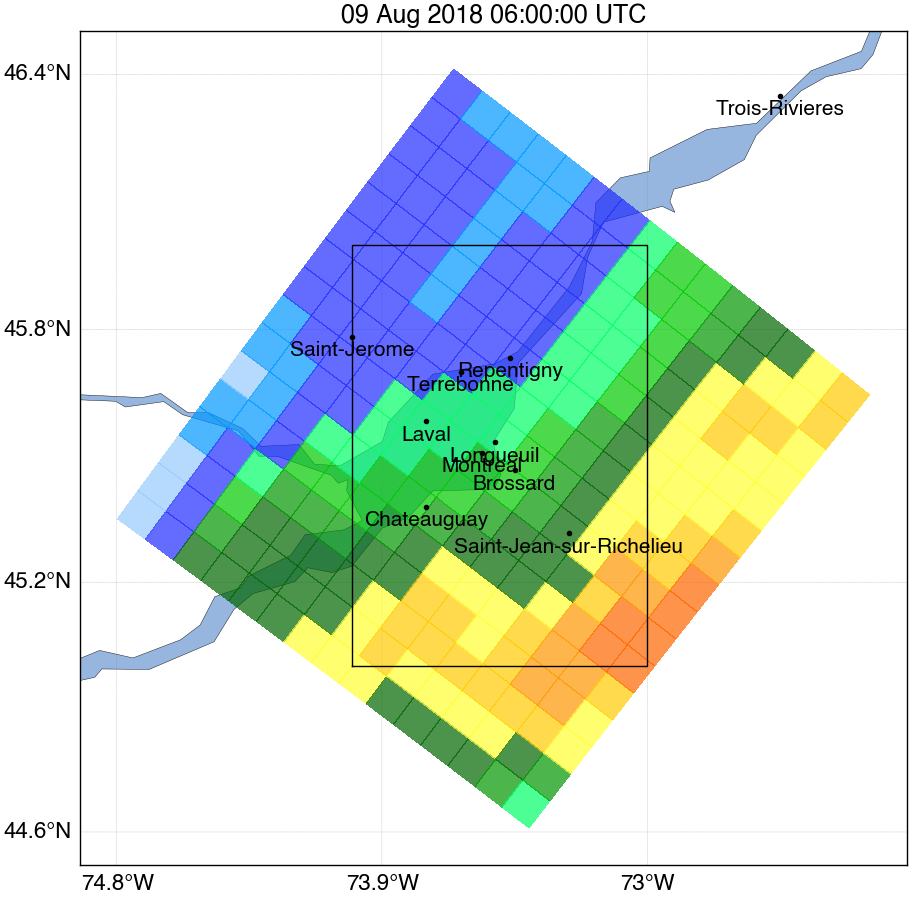 09 Aug 2018 06:00:00 UTC
46.4°N
Trois-Rivieres
45.8°N
Saint-Jerome
Repentigny
Terrebonne
Laval
Longueuil
Montreal
Brossard
Chateauguay
Saint-Jean-sur-Richelieu
45.2°N
44.6°N
74.8°W
73.9°W
73°W